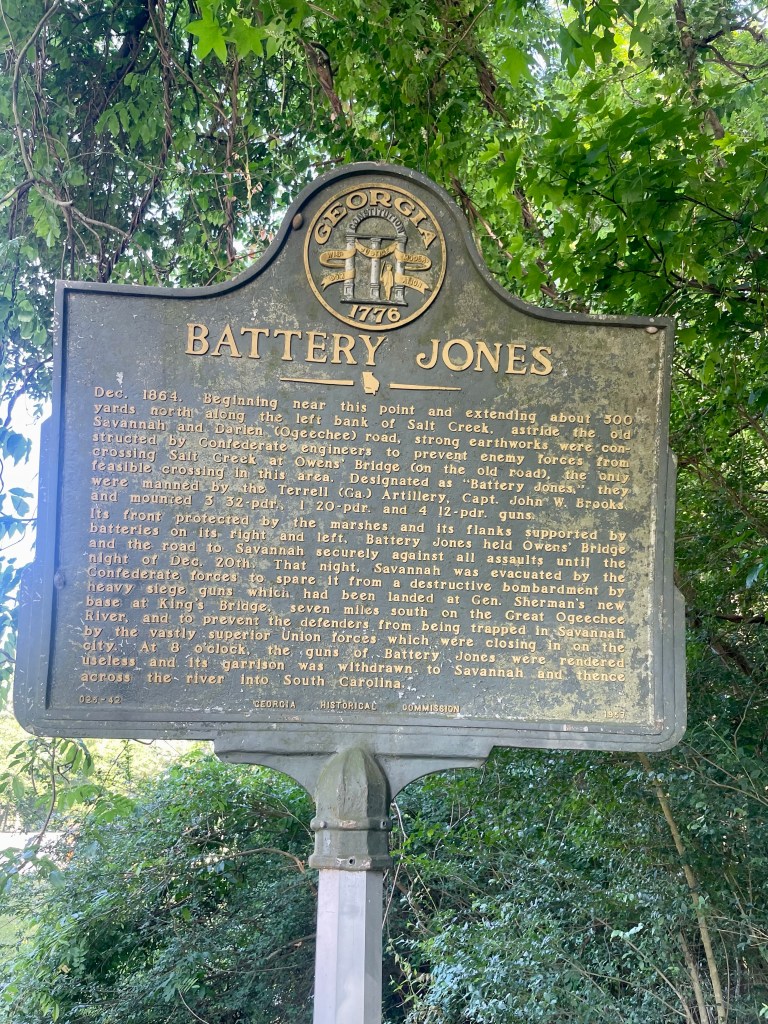 GEORGIA
CONSTITUTION
1776
BATTERY JONES
Dec. 1864. Beginning near this point and extending about 300
yards north along the left bank of Salt Creek, astride the old
Savannah and Darien (Ogeechee) road, strong earthworks were con-
structed by Confederate engineers to prevent enemy forces from
crossing Salt Creek at Owens' Bridge (on the old road), the only
feasible crossing in this area. Designated as "Battery Jones," they
were manned by the Terrell (Ga.) Artillery, Capt. John W. Brooks,
and mounted 3 32-pdr., 1 20-pdr. and 4 12-pdr. guns.
Its front protected by the marshes and its flanks supported by
batteries on its right and left, Battery Jones held Owens' Bridge
and the road to Savannah securely against all assaults until the
night of Dec. 20th. That night, Savannah was evacuated by the
Confederate forces to spare it from a destructive bombardment by
heavy siege guns which had been landed at Gen. Sherman's new
base at King's Bridge, seven miles south on the Great Ogeechee
River, and to prevent the defenders from being trapped in Savannah
by the vastly superior Union forces which were closing in on the
city. At 8 o'clock, the guns of Battery Jones were rendered
useless and its garrison was withdrawn to Savannah and thence
across the river into South Carolina.
025-42 GEORGIA HISTORICAL COMMISSION 1957